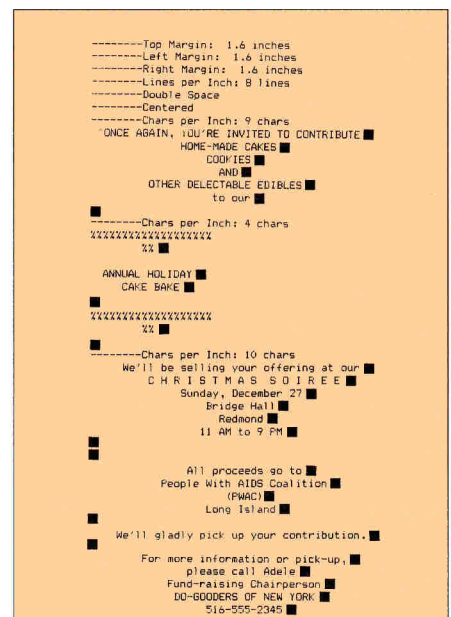 --------Top Margin: 1.6 inches
--------Left Margin: 1.6 inches
--------Right Margin: 1.6 inches
--------Lines per Inch: 8 lines
--------Double Space
--------Centered
--------Chars per Inch: 9 chars
ONCE AGAIN, YOU'RE INVITED TO CONTRIBUTE
HOME-MADE CAKES
COOKIES
AND
OTHER DELECTABLE EDIBLES
to our
--------Chars per Inch: 4 chars
%%%%%%%%%%%%%%%%%%%
%%
ANNUAL HOLIDAY
CAKE BAKE
%%%%%%%%%%%%%%%%%%%
%%
--------Chars per Inch: 10 chars
We'll be selling your offering at our
C H R I S T M A S S O I R E E
Sunday, December 27
Bridge Hall
Redmond
11 AM to 9 PM
All proceeds go to
People With AIDS Coalition
(PWAC)
Long Island
We'll gladly pick up your contribution.
For more information or pick-up,
please call Adele
Fund-raising Chairperson
DO-GOODERS OF NEW YORK
516-555-2345